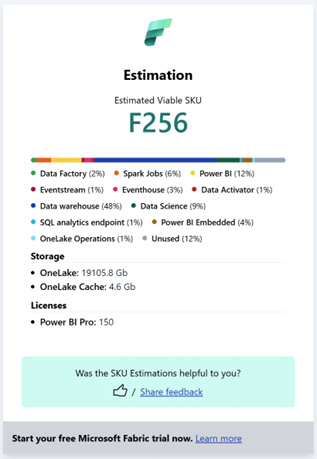 Estimation
Estimated Viable SKU
F256
Data Factory (2%) Spark Jobs (6%) Power BI (12%)
Eventstream (1%) Eventhouse (3%) Data Activator (1%)
Data warehouse (48%) Data Science (9%)
SQL analytics endpoint (1%) Power BI Embedded (4%)
OneLake Operations (1%) Unused (12%)
Storage
• OneLake: 19105.8 Gb
• OneLake Cache: 4.6 Gb
Licenses
• Power BI Pro: 150
Was the SKU Estimations helpful to you?
/ Share feedback
Start your free Microsoft Fabric trial now. Learn more